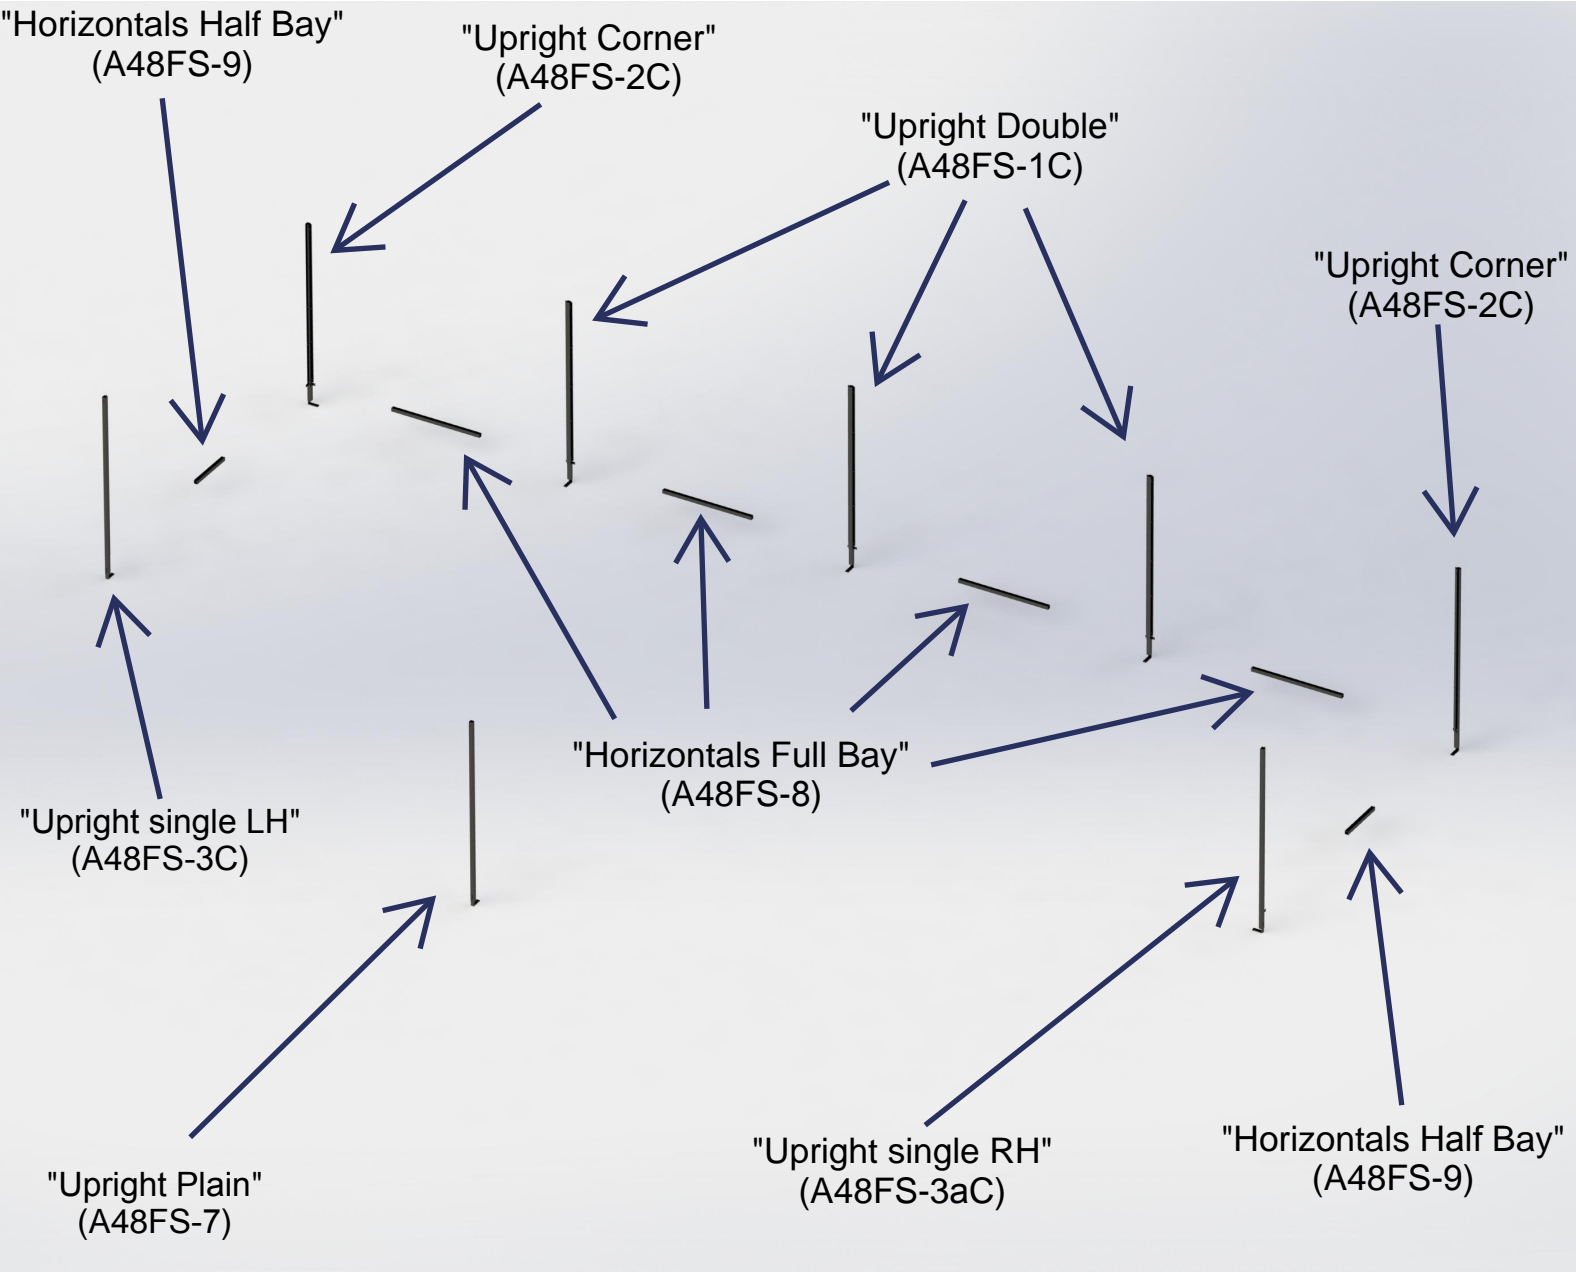 "Horizontals Half Bay"
(A48FS-9)
"Upright Corner"
(A48FS-2C)
"Upright Double"
(A48FS-1C)
"Upright Corner"
(A48FS-2C)
"Horizontals Full Bay"
(A48FS-8)
"Upright single LH"
(A48FS-3C)
"Upright Plain"
(A48FS-7)
"Upright single RH"
(A48FS-3aC)
"Horizontals Half Bay"
(A48FS-9)